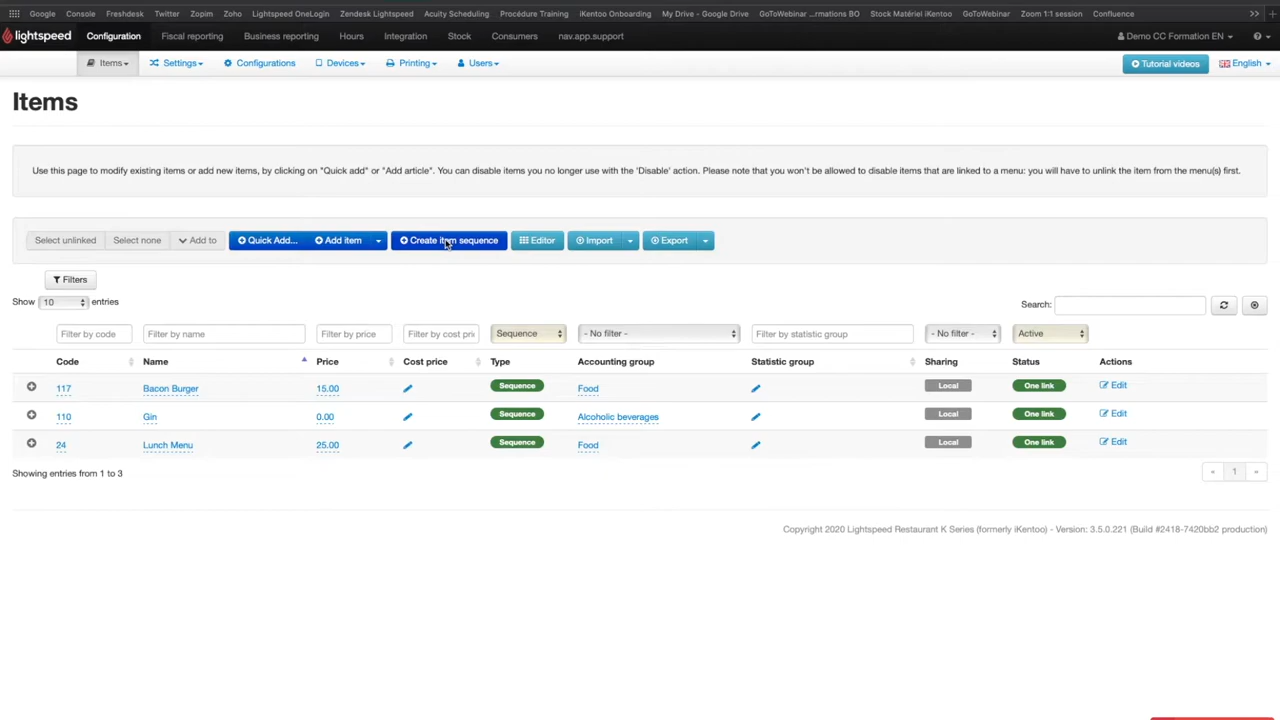 Google Console Freshdesk Twitter Zopim Zoho Lightspeed OneLogin Zendesk Lightspeed Acuity Scheduling Procédure Training iKentoo Onboarding My Drive - Google Drive GoToWebinar ...rmations BO Stock Matériel iKentoo GoToWebinar Zoom 1:1 session Confluence
lightspeed Configuration Fiscal reporting Business reporting Hours Integration Stock Consumers nav.app.support Demo CC Formation EN
Items Settings Configurations Devices Printing Users Tutorial videos English
Items
Use this page to modify existing items or add new items, by clicking on "Quick add" or "Add article". You can disable items you no longer use with the 'Disable' action. Please note that you won't be allowed to disable items that are linked to a menu: you will have to unlink the item from the menu(s) first.
Select unlinked Select none Add to Quick Add... Add item Create item sequence Editor Import Export
Filters
Show 10 entries Search:
Filter by code Filter by name Filter by price Filter by cost pri Sequence - No filter - Filter by statistic group - No filter - Active
Code Name Price Cost price Type Accounting group Statistic group Sharing Status Actions
117 Bacon Burger 15.00 Sequence Food Local One link Edit
110 Gin 0.00 Sequence Alcoholic beverages Local One link Edit
24 Lunch Menu 25.00 Sequence Food Local One link Edit
Showing entries from 1 to 3 « 1 »
Copyright 2020 Lightspeed Restaurant K Series (formerly iKentoo) - Version: 3.5.0.221 (Build #2418-7420bb2 production)